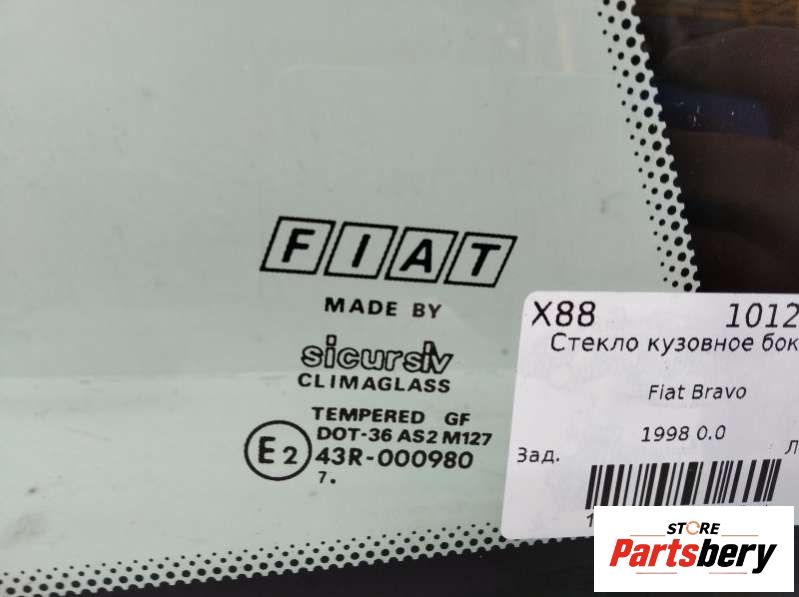 FIAT
MADE BY
sicursiv
CLIMAGLASS
TEMPERED GF
DOT-36 AS2 M127
E2 43R-000980
7.
X88 1012
Стекло кузовное бок
Fiat Bravo
1998 0.0
Зад. Л
STORE
Partsbery